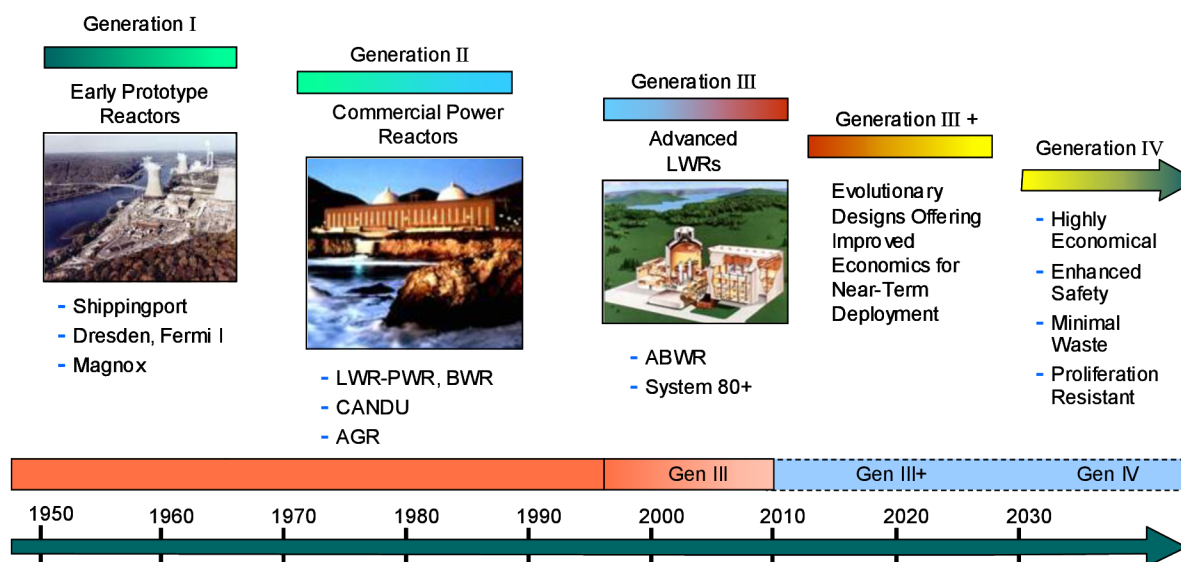 Generation I
Early Prototype
Reactors
- Shippingport
- Dresden, Fermi I
- Magnox
Generation II
Commercial Power
Reactors
- LWR-PWR, BWR
- CANDU
- AGR
Generation III
Advanced
LWRs
- ABWR
- System 80+
Generation III +
Evolutionary
Designs Offering
Improved
Economics for
Near-Term
Deployment
Generation IV
- Highly
Economical
- Enhanced
Safety
- Minimal
Waste
- Proliferation
Resistant
Gen III
Gen III+
Gen IV
1950
1960
1970
1980
1990
2000
2010
2020
2030